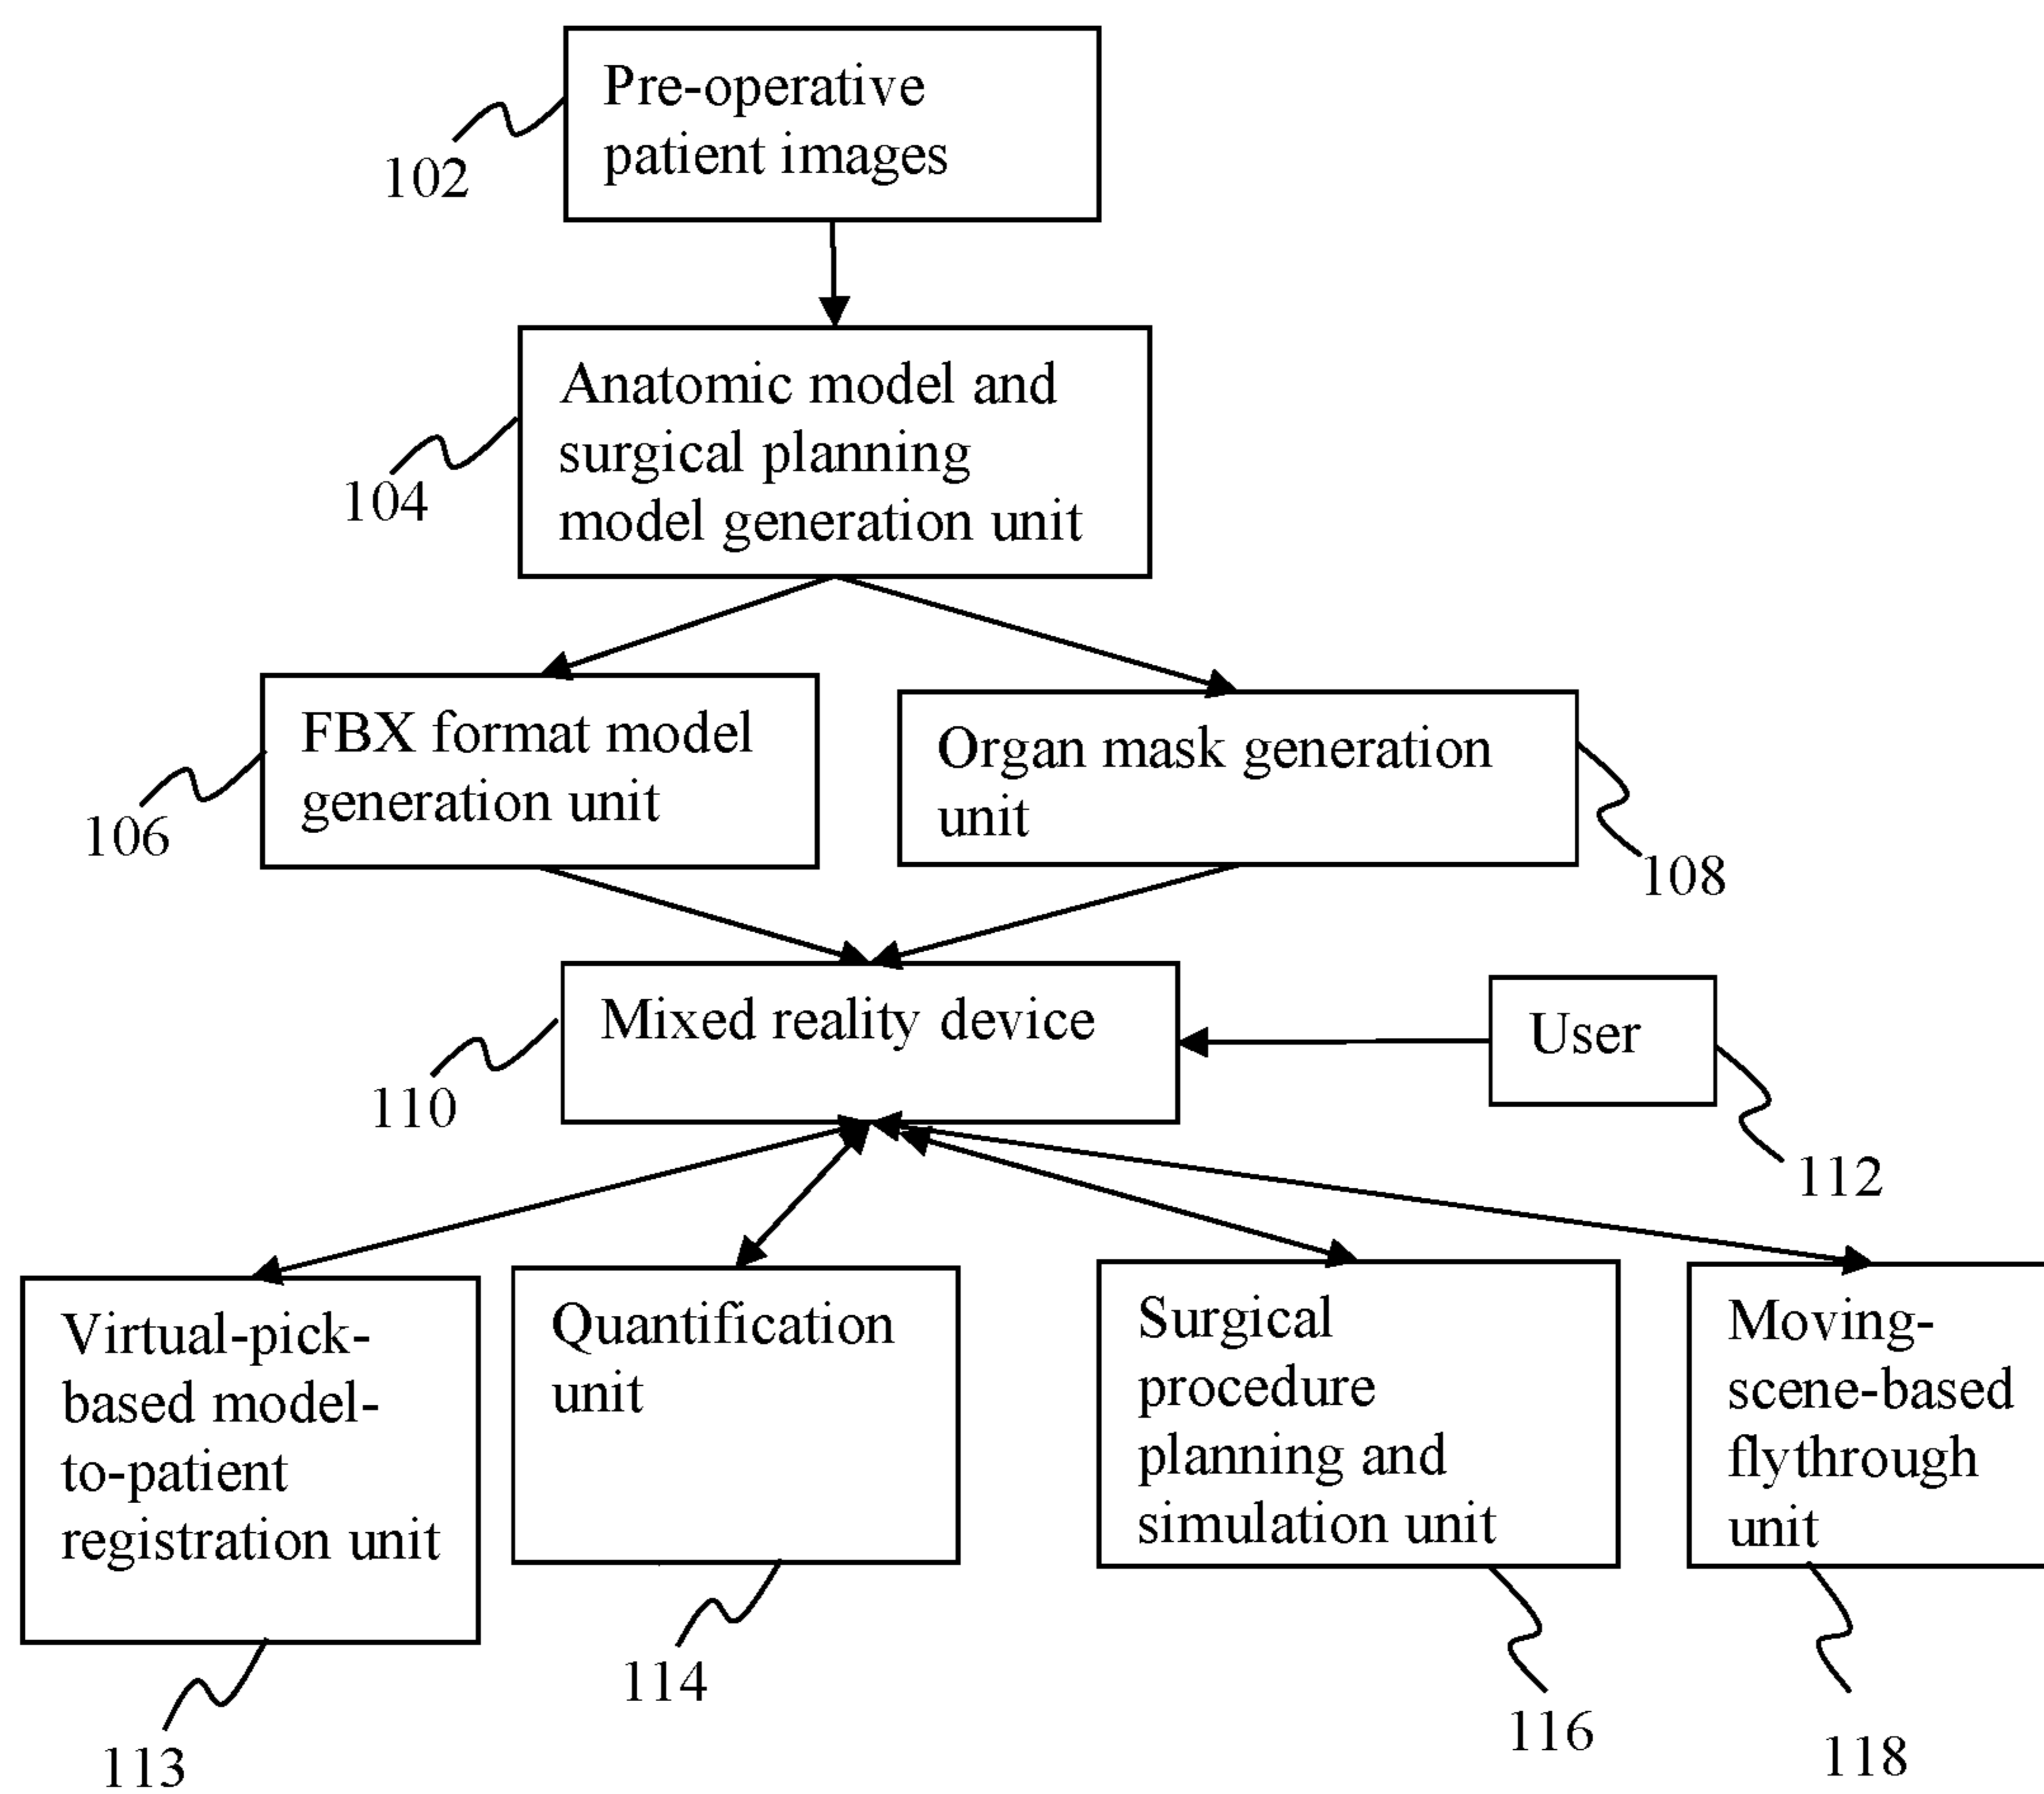 Pre-operative
patient images
102
Anatomic model and
surgical planning
model generation unit
104
FBX format model
generation unit
106
Organ mask generation
unit
108
Mixed reality device
110
User
112
Virtual-pick-
based model-
to-patient
registration unit
113
Quantification
unit
114
Surgical
procedure
planning and
simulation unit
116
Moving-
scene-based
flythrough
unit
118